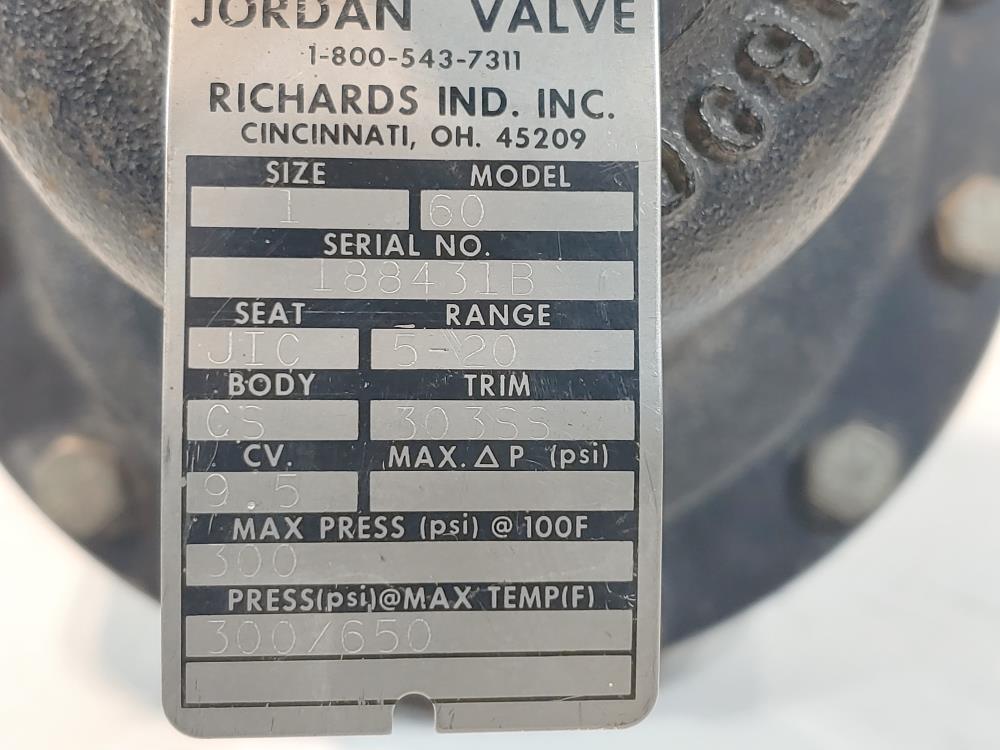 JORDAN VALVE
1-800-543-7311
RICHARDS IND. INC.
CINCINNATI, OH. 45209
SIZE MODEL
1 60
SERIAL NO.
188431B
SEAT RANGE
JIC 5-20
BODY TRIM
CS 303SS
CV. MAX. Δ P (psi)
9.5
MAX PRESS (psi) @ 100F
300
PRESS(psi)@MAX TEMP(F)
300/650